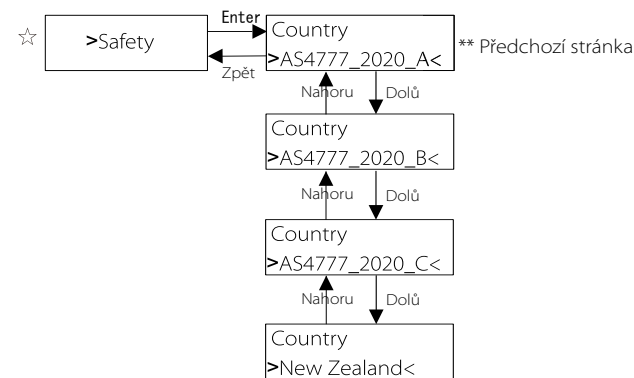 ☆ >Safety
Enter
Zpět
Country
>AS4777_2020_A<
** Předchozí stránka
Nahoru Dolů
Country
>AS4777_2020_B<
Nahoru Dolů
Country
>AS4777_2020_C<
Nahoru Dolů
Country
>New Zealand<